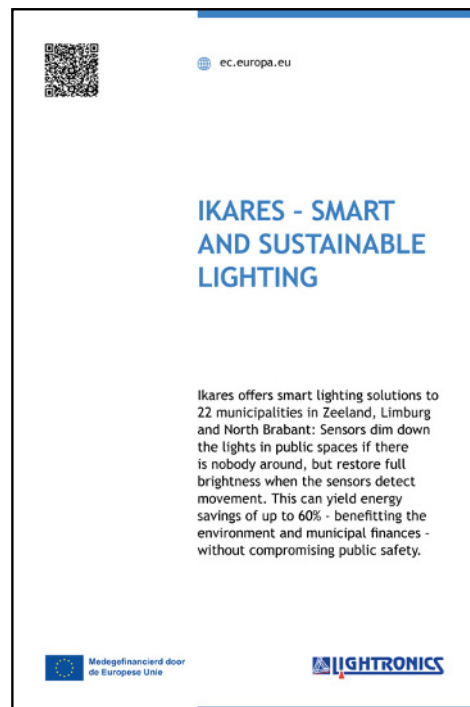 ec.europa.eu
IKARES - SMART
AND SUSTAINABLE
LIGHTING
Ikares offers smart lighting solutions to
22 municipalities in Zeeland, Limburg
and North Brabant: Sensors dim down
the lights in public spaces if there
is nobody around, but restore full
brightness when the sensors detect
movement. This can yield energy
savings of up to 60% - benefitting the
environment and municipal finances -
without compromising public safety.
Medegefinancierd door
de Europese Unie
LIGHTRONICS